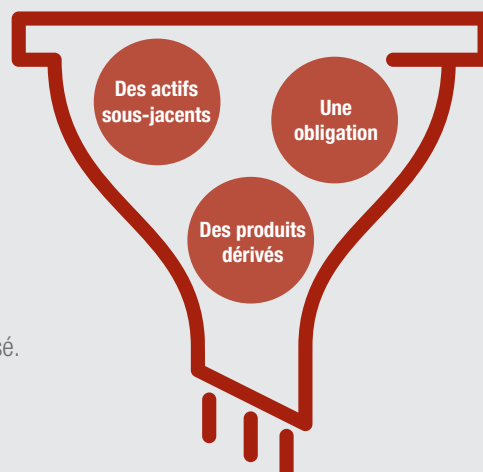 Des actifs
sous-jacents
Une
obligation
Des produits
dérivés
sé.